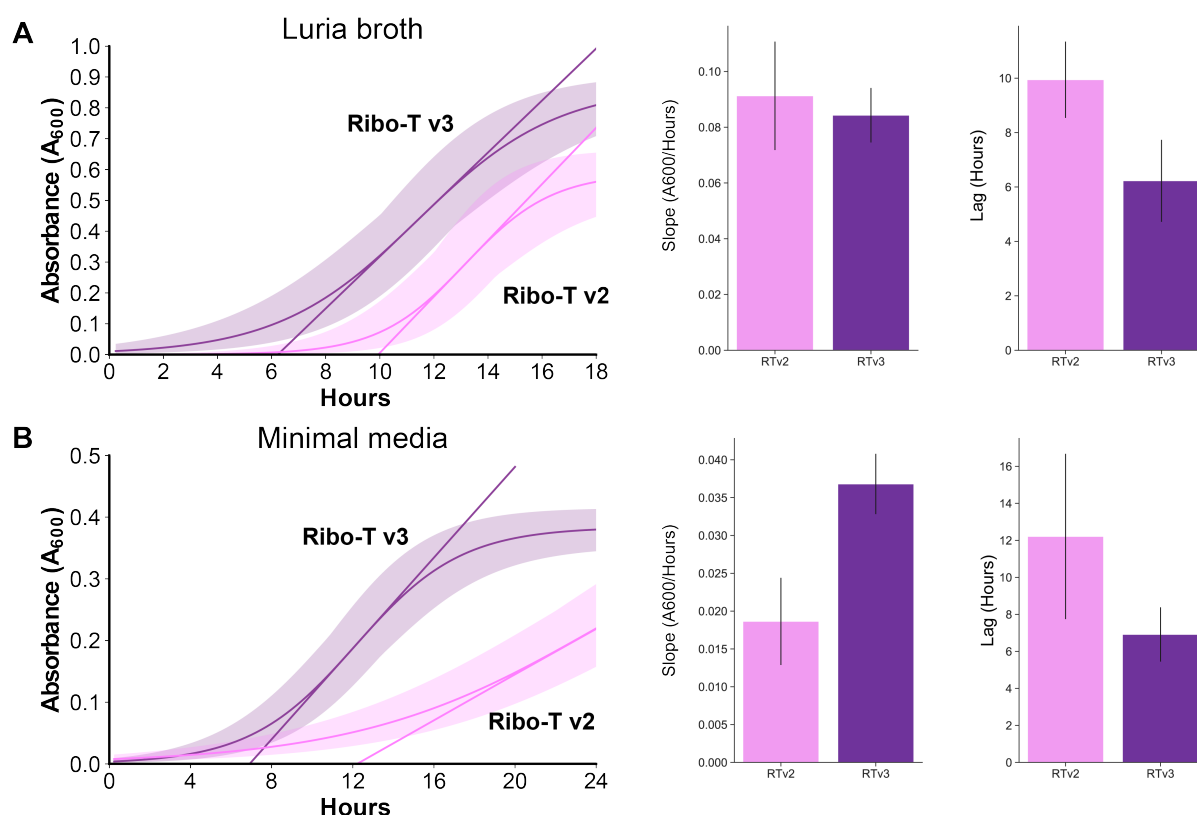 A
Luria broth
Absorbance (A600)
1.0
0.9
0.8
0.7
0.6
0.5
0.4
0.3
0.2
0.1
0.0
Ribo-T v3
Ribo-T v2
0 2 4 6 8 10 12 14 16 18
Hours
Slope (A600/Hours)
0.10
0.08
0.06
0.04
0.02
0.00
RTv2 RTv3
Lag (Hours)
10
8
6
4
2
0
RTv2 RTv3
B
Minimal media
Absorbance (A600)
0.5
0.4
0.3
0.2
0.1
0.0
Ribo-T v3
Ribo-T v2
0 4 8 12 16 20 24
Hours
Slope (A600/Hours)
0.040
0.035
0.030
0.025
0.020
0.015
0.010
0.005
0.000
RTv2 RTv3
Lag (Hours)
16
14
12
10
8
6
4
2
0
RTv2 RTv3